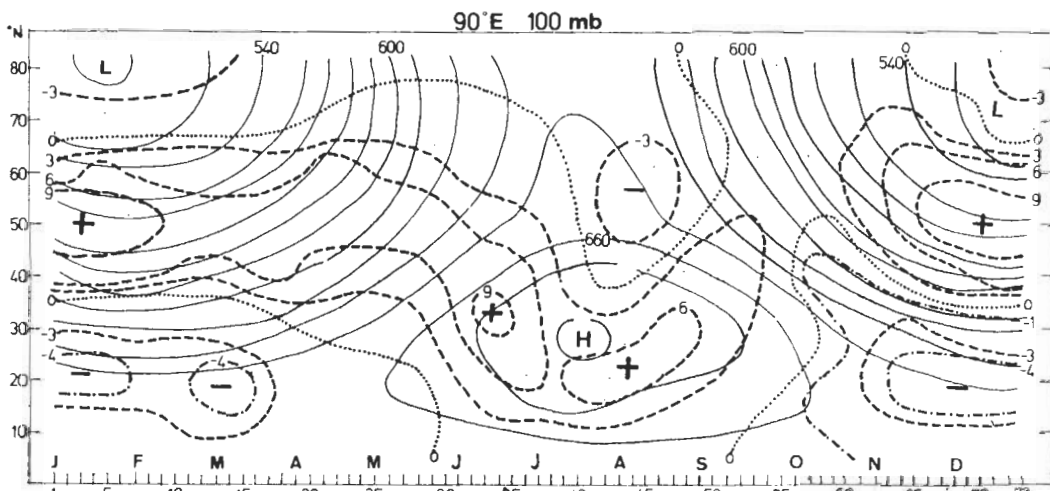 90°E 100 mb
°N 540 600 0 600 0 540
80 L
-3 -3 L
70
0 -3 0
3 3
60 6 - 6
9 9
50 + +
660
40
0 9 6 0
30 + H -1
-3 -3
-4 -4 + -4
20 - - -
10
J F M A M 0 J J A S 0 O N D